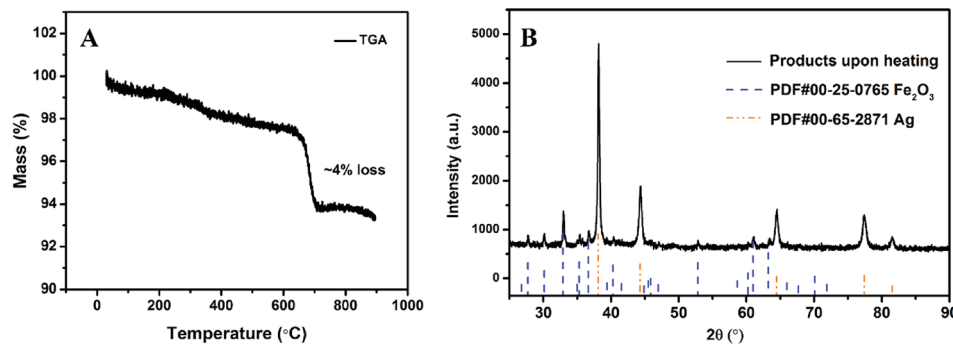 A
TGA
100
98
96
94
92
90
Mass (%)
~4% loss
0
200
400
600
800
1000
Temperature (°C)
B
5000
4000
3000
2000
1000
0
Intensity (a.u.)
Products upon heating
PDF#00-25-0765 Fe₂O₃
PDF#00-65-2871 Ag
30
40
50
60
70
80
90
2θ (°)